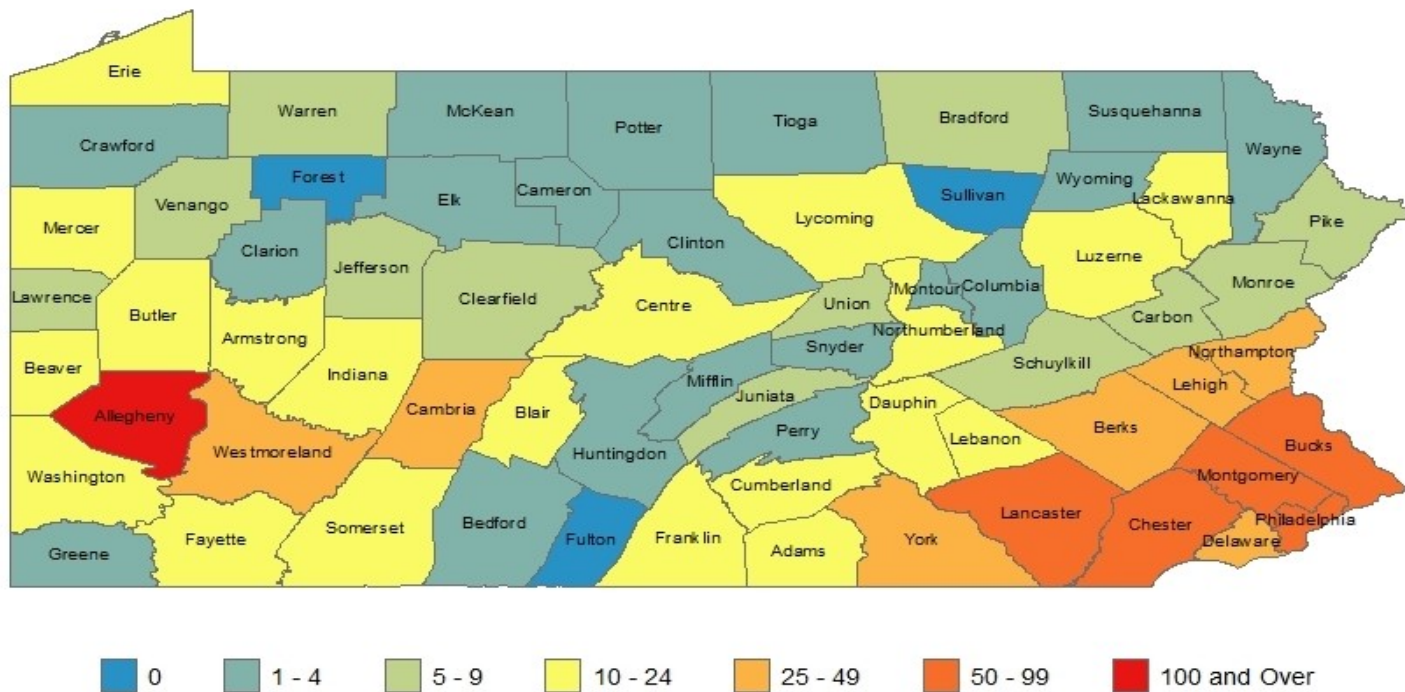 Erie
Warren
McKean
Potter
Tioga
Bradford
Susquehanna
Crawford
Wayne
Forest
Cameron
Wyoming
Elk
Sullivan
Lackawanna
Venango
Lycoming
Pike
Mercer
Clinton
Clarion
Luzerne
Jefferson
Monroe
Lawrence
Clearfield
Centre
Union
Montour
Columbia
Butler
Carbon
Armstrong
Northumberland
Snyder
Northampton
Beaver
Indiana
Mifflin
Schuylkill
Lehigh
Juniata
Allegheny
Cambria
Blair
Dauphin
Perry
Lebanon
Berks
Bucks
Westmoreland
Huntingdon
Washington
Cumberland
Montgomery
Lancaster
Philadelphia
Somerset
Bedford
Chester
Fayette
Fulton
Franklin
Adams
York
Delaware
Greene
0
1 - 4
5 - 9
10 - 24
25 - 49
50 - 99
100 and Over